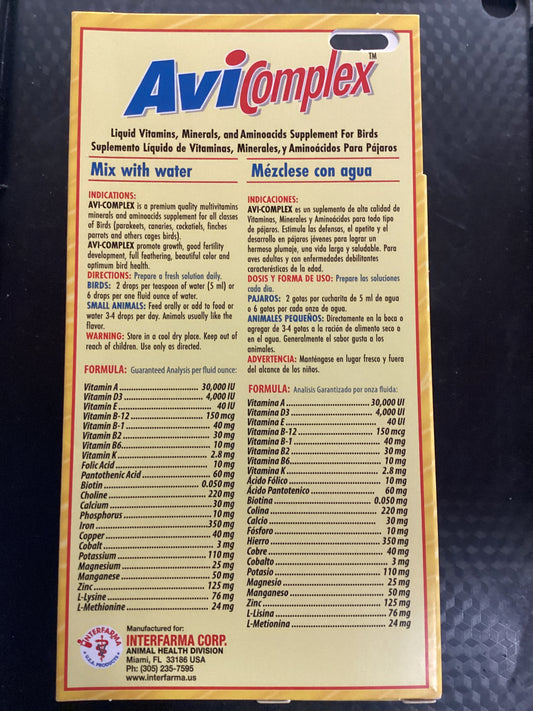 AviComplex™
Liquid Vitamins, Minerals, and Aminoacids Supplement For Birds
Suplemento Líquido de Vitaminas, Minerales, y Aminoácidos Para Pájaros
Mix with water
INDICATIONS:
AVI-COMPLEX is a premium quality multivitamins
minerals and aminoacids supplement for all classes
of Birds (parakeets, canaries, cockatiels, finches
parrots and others cages birds).
AVI-COMPLEX promote growth, good fertility
development, full feathering, beautiful color and
optimum bird health.
DIRECTIONS: Prepare a fresh solution daily.
BIRDS: 2 drops per teaspoon of water (5 ml) or
6 drops per one fluid ounce of water.
SMALL ANIMALS: Feed orally or add to food or
water 3-4 drops per day. Animals usually like the
flavor.
WARNING: Store in a cool dry place. Keep out of
reach of children. Use only as directed.
FORMULA: Guaranteed Analysis per fluid ounce:
Vitamin A 30,000 IU
Vitamin D3 4,000 IU
Vitamin E 40 IU
Vitamin B-12 150 mcg
Vitamin B-1 40 mg
Vitamin B2 30 mg
Vitamin B6 10 mg
Vitamin K 2.8 mg
Folic Acid 10 mg
Pantothenic Acid 60 mg
Biotin 0.050 mg
Choline 220 mg
Calcium 30 mg
Phosphorus 10 mg
Iron 350 mg
Copper 40 mg
Cobalt 3 mg
Potassium 110 mg
Magnesium 25 mg
Manganese 50 mg
Zinc 125 mg
L-Lysine 76 mg
L-Methionine 24 mg
Mézclese con agua
INDICACIONES:
AVI-COMPLEX es un suplemento de alta calidad de
Vitaminas, Minerales y Aminoácidos para todo tipo
de pájaros. Estimula las defensas, el apetito y el
desarrollo en pájaros jóvenes para lograr un
hermoso plumaje, una vida larga y saludable. Para
aves adultas y con enfermedades debilitantes
características de la edad.
DOSIS Y FORMA DE USO: Prepare las soluciones
cada día.
PAJAROS: 2 gotas por cucharita de 5 ml de agua
o 6 gotas por cada onza de agua.
ANIMALES PEQUEÑOS: Directamente en la boca o
agregar de 3-4 gotas a la ración de alimento seco o
en el agua. Generalmente el sabor gusta a los
animales.
ADVERTENCIA: Manténgase en lugar fresco y fuera
del alcance de los niños.
FORMULA: Analisis Garantizado por onza fluida:
Vitamina A 30,000 UI
Vitamina D3 4,000 UI
Vitamina E 40 UI
Vitamina B-12 150 mcg
Vitamina B-1 40 mg
Vitamina B2 30 mg
Vitamina B6 10 mg
Vitamina K 2.8 mg
Ácido Fólico 10 mg
Ácido Pantotenico 60 mg
Biotina 0.050 mg
Colina 220 mg
Calcio 30 mg
Fósforo 10 mg
Hierro 350 mg
Cobre 40 mg
Cobalto 3 mg
Potasio 110 mg
Magnesio 25 mg
Manganeso 50 mg
Zinc 125 mg
L-Lisina 76 mg
L-Metionina 24 mg
INTERFARMA
U.S.A. PRODUCTS
Manufactured for:
INTERFARMA CORP.
ANIMAL HEALTH DIVISION
Miami, FL 33186 USA
Ph: (305) 235-7595
www.interfarma.us